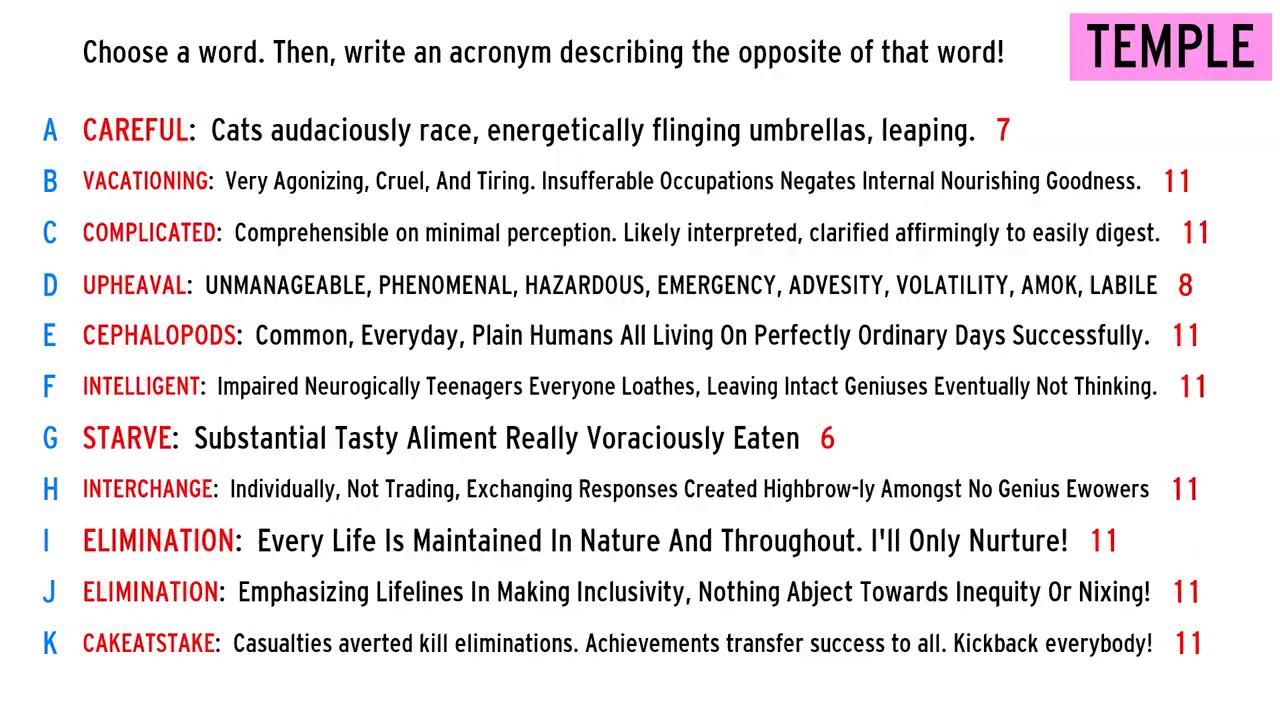 Choose a word. Then, write an acronym describing the opposite of that word!
TEMPLE
A CAREFUL: Cats audaciously race, energetically flinging umbrellas, leaping. 7
B VACATIONING: Very Agonizing, Cruel, And Tiring. Insufferable Occupations Negates Internal Nourishing Goodness. 11
C COMPLICATED: Comprehensible on minimal perception. Likely interpreted, clarified affirmingly to easily digest. 11
D UPHEAVAL: UNMANAGEABLE, PHENOMENAL, HAZARDOUS, EMERGENCY, ADVESITY, VOLATILITY, AMOK, LABILE 8
E CEPHALOPODS: Common, Everyday, Plain Humans All Living On Perfectly Ordinary Days Successfully. 11
F INTELLIGENT: Impaired Neurogically Teenagers Everyone Loathes, Leaving Intact Geniuses Eventually Not Thinking. 11
G STARVE: Substantial Tasty Aliment Really Voraciously Eaten 6
H INTERCHANGE: Individually, Not Trading, Exchanging Responses Created Highbrow-ly Amongst No Genius Ewowers 11
I ELIMINATION: Every Life Is Maintained In Nature And Throughout. I'll Only Nurture! 11
J ELIMINATION: Emphasizing Lifelines In Making Inclusivity, Nothing Abject Towards Inequity Or Nixing! 11
K CAKEATSTAKE: Casualties averted kill eliminations. Achievements transfer success to all. Kickback everybody! 11